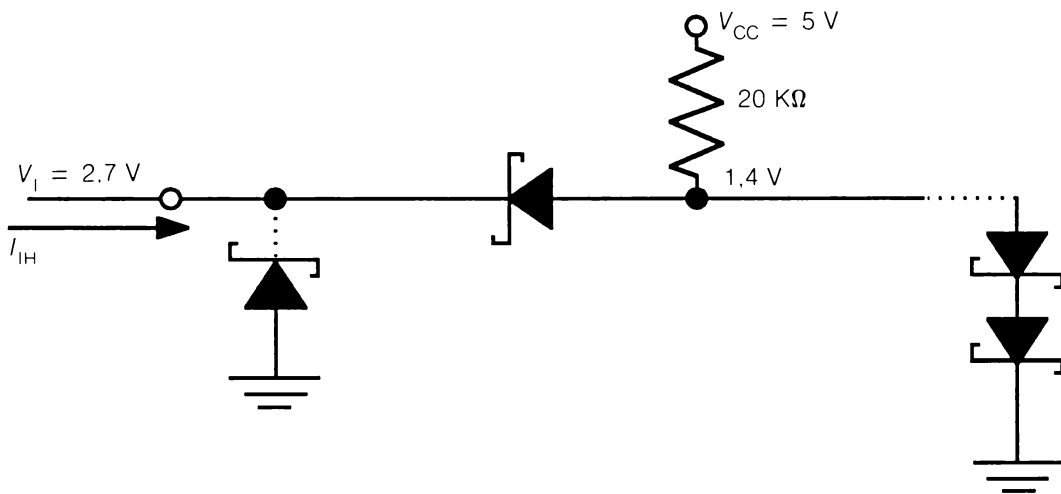 V_CC = 5 V
20 KΩ
V_I = 2.7 V
1,4 V
I_IH